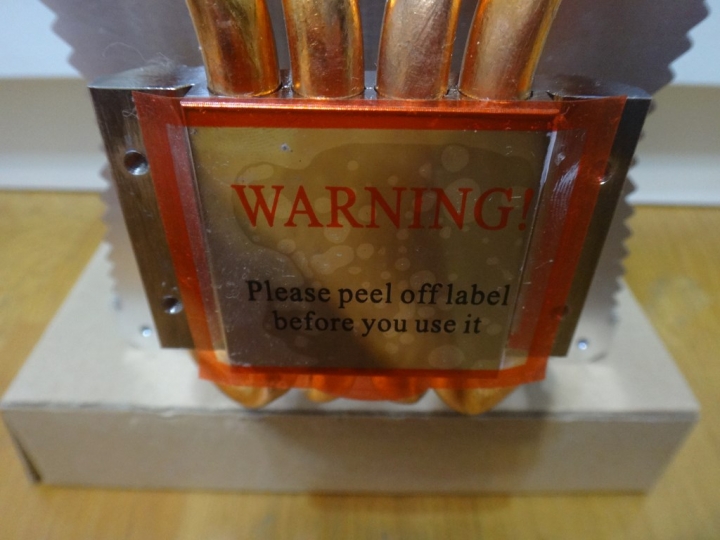 WARNING!
Please peel off label
before you use it